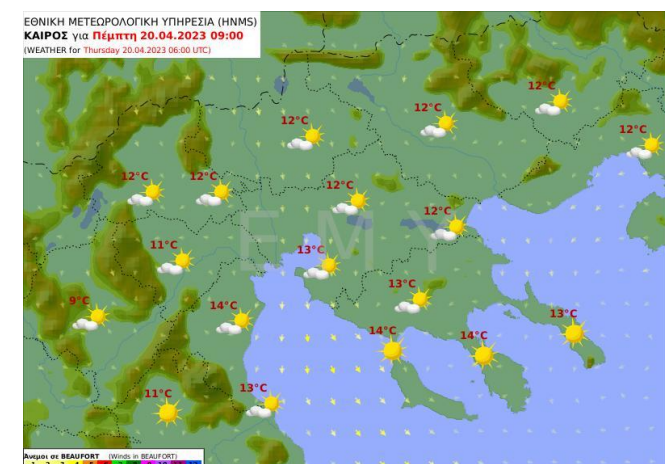 ΕΘΝΙΚΗ ΜΕΤΕΩΡΟΛΟΓΙΚΗ ΥΠΗΡΕΣΙΑ (HNMS)
ΚΑΙΡΟΣ για Πέμπτη 20.04.2023 09:00
(WEATHER for Thursday 20.04.2023 06:00 UTC)
12°C
12°C
12°C
12°C
12°C
12°C
12°C
12°C
11°C
13°C
9°C
14°C
13°C
13°C
14°C
14°C
11°C
13°C
ΕΜΥ
Άνεμοι σε BEAUFORT (Winds in BEAUFORT)